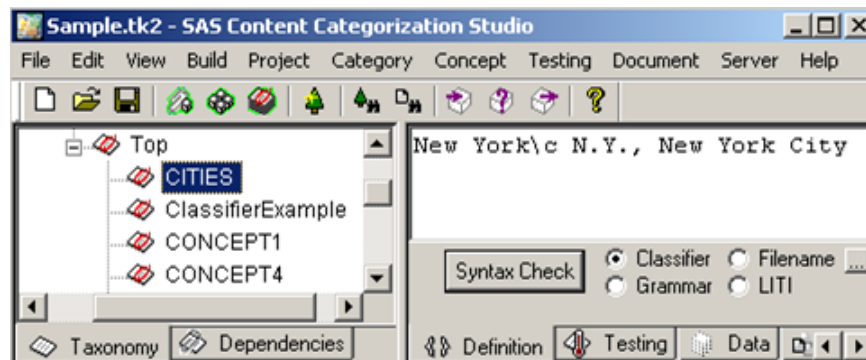 Sample.tk2 - SAS Content Categorization Studio
File Edit View Build Project Category Concept Testing Document Server Help
Top
CITIES
ClassifierExample
CONCEPT1
CONCEPT4
Taxonomy Dependencies
New York\c N.Y., New York City
Syntax Check
Classifier Filename ...
Grammar LITI
Definition Testing Data